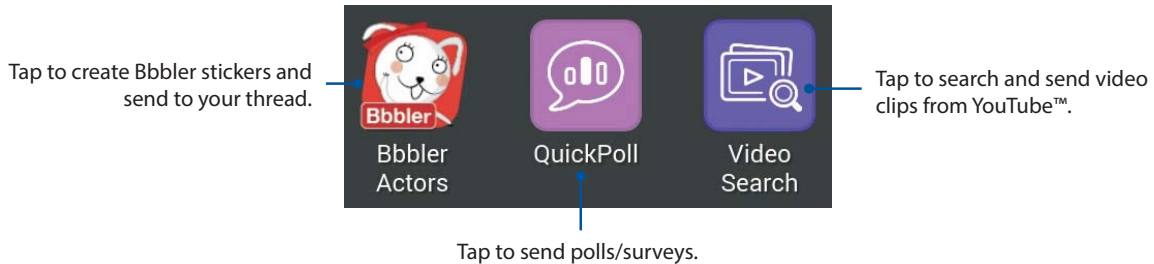 Tap to create Bbbler stickers and
send to your thread.
Bbbler
Bbbler
Actors
QuickPoll
Video
Search
Tap to search and send video
clips from YouTube™.
Tap to send polls/surveys.